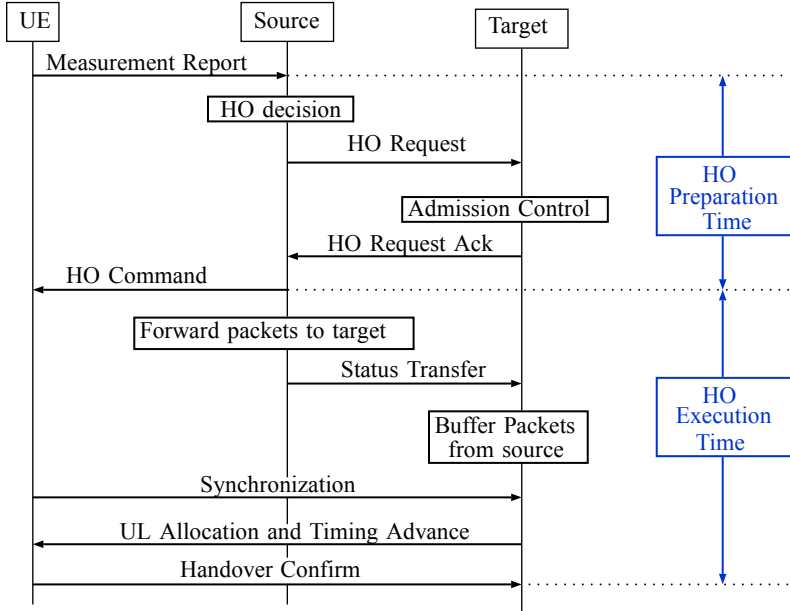 UE
Source
Target
Measurement Report
HO decision
HO Request
HO
Preparation
Time
Admission Control
HO Request Ack
HO Command
Forward packets to target
Status Transfer
HO
Execution
Time
Buffer Packets
from source
Synchronization
UL Allocation and Timing Advance
Handover Confirm